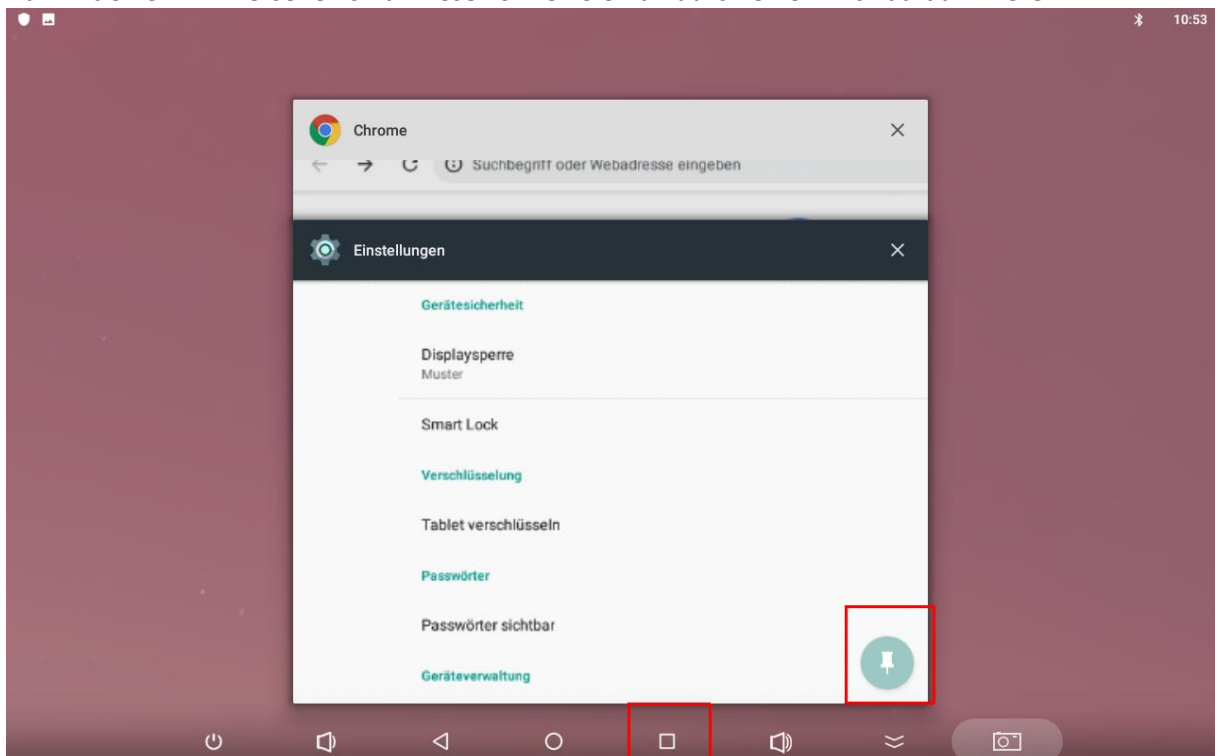 10:53
Chrome
Suchbegriff oder Webadresse eingeben
Einstellungen
Gerätesicherheit
Displaysperre
Muster
Smart Lock
Verschlüsselung
Tablet verschlüsseln
Passwörter
Passwörter sichtbar
Geräteverwaltung